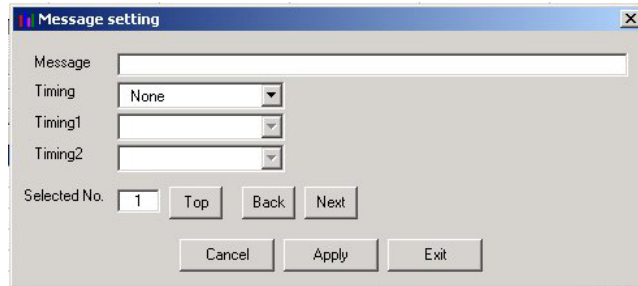 Message setting
Message
Timing None
Timing1
Timing2
Selected No. 1 Top Back Next
Cancel Apply Exit